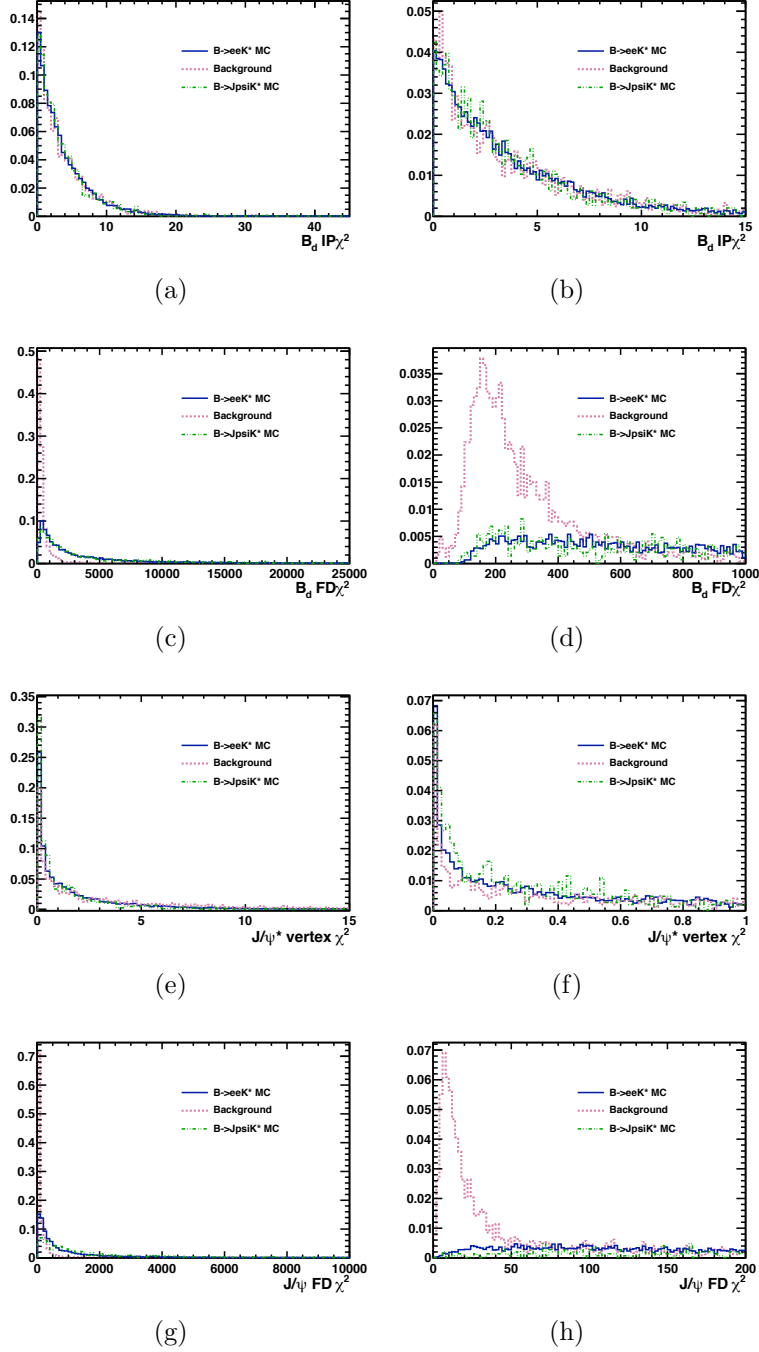 0.14
0.12
0.1
0.08
0.06
0.04
0.02
0
B->eeK* MC
Background
B->JpsiK* MC
0 10 20 30 40
B_d IPχ²
(a)
0.05
0.04
0.03
0.02
0.01
0
B->eeK* MC
Background
B->JpsiK* MC
0 5 10 15
B_d IPχ²
(b)
0.5
0.4
0.3
0.2
0.1
0
B->eeK* MC
Background
B->JpsiK* MC
0 5000 10000 15000 20000 25000
B_d FDχ²
(c)
0.035
0.03
0.025
0.02
0.015
0.01
0.005
0
B->eeK* MC
Background
B->JpsiK* MC
0 200 400 600 800 1000
B_d FDχ²
(d)
0.35
0.3
0.25
0.2
0.15
0.1
0.05
0
B->eeK* MC
Background
B->JpsiK* MC
0 5 10 15
J/ψ* vertex χ²
(e)
0.07
0.06
0.05
0.04
0.03
0.02
0.01
0
B->eeK* MC
Background
B->JpsiK* MC
0 0.2 0.4 0.6 0.8 1
J/ψ* vertex χ²
(f)
0.7
0.6
0.5
0.4
0.3
0.2
0.1
0
B->eeK* MC
Background
B->JpsiK* MC
0 2000 4000 6000 8000 10000
J/ψ FD χ²
(g)
0.07
0.06
0.05
0.04
0.03
0.02
0.01
0
B->eeK* MC
Background
B->JpsiK* MC
0 50 100 150 200
J/ψ FD χ²
(h)